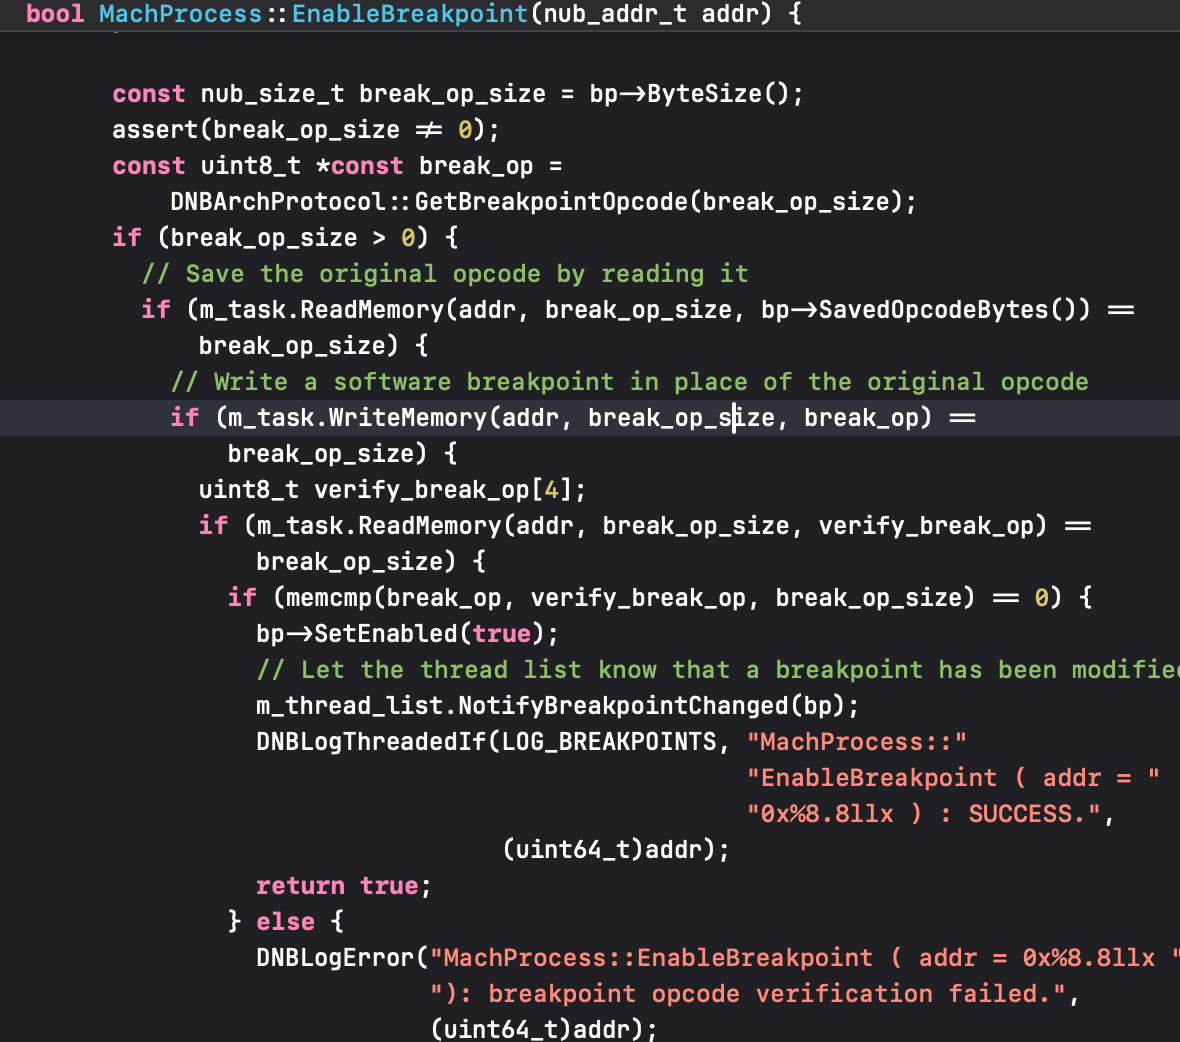 bool MachProcess::EnableBreakpoint(nub_addr_t addr) {
const nub_size_t break_op_size = bp->ByteSize();
assert(break_op_size != 0);
const uint8_t *const break_op =
DNBArchProtocol::GetBreakpointOpcode(break_op_size);
if (break_op_size > 0) {
// Save the original opcode by reading it
if (m_task.ReadMemory(addr, break_op_size, bp->SavedOpcodeBytes()) ==
break_op_size) {
// Write a software breakpoint in place of the original opcode
if (m_task.WriteMemory(addr, break_op_size, break_op) ==
break_op_size) {
uint8_t verify_break_op[4];
if (m_task.ReadMemory(addr, break_op_size, verify_break_op) ==
break_op_size) {
if (memcmp(break_op, verify_break_op, break_op_size) == 0) {
bp->SetEnabled(true);
// Let the thread list know that a breakpoint has been modified
m_thread_list.NotifyBreakpointChanged(bp);
DNBLogThreadedIf(LOG_BREAKPOINTS, "MachProcess::"
"EnableBreakpoint ( addr = "
"0x%8.8llx ) : SUCCESS.",
(uint64_t)addr);
return true;
} else {
DNBLogError("MachProcess::EnableBreakpoint ( addr = 0x%8.8llx "
"): breakpoint opcode verification failed.",
(uint64_t)addr);